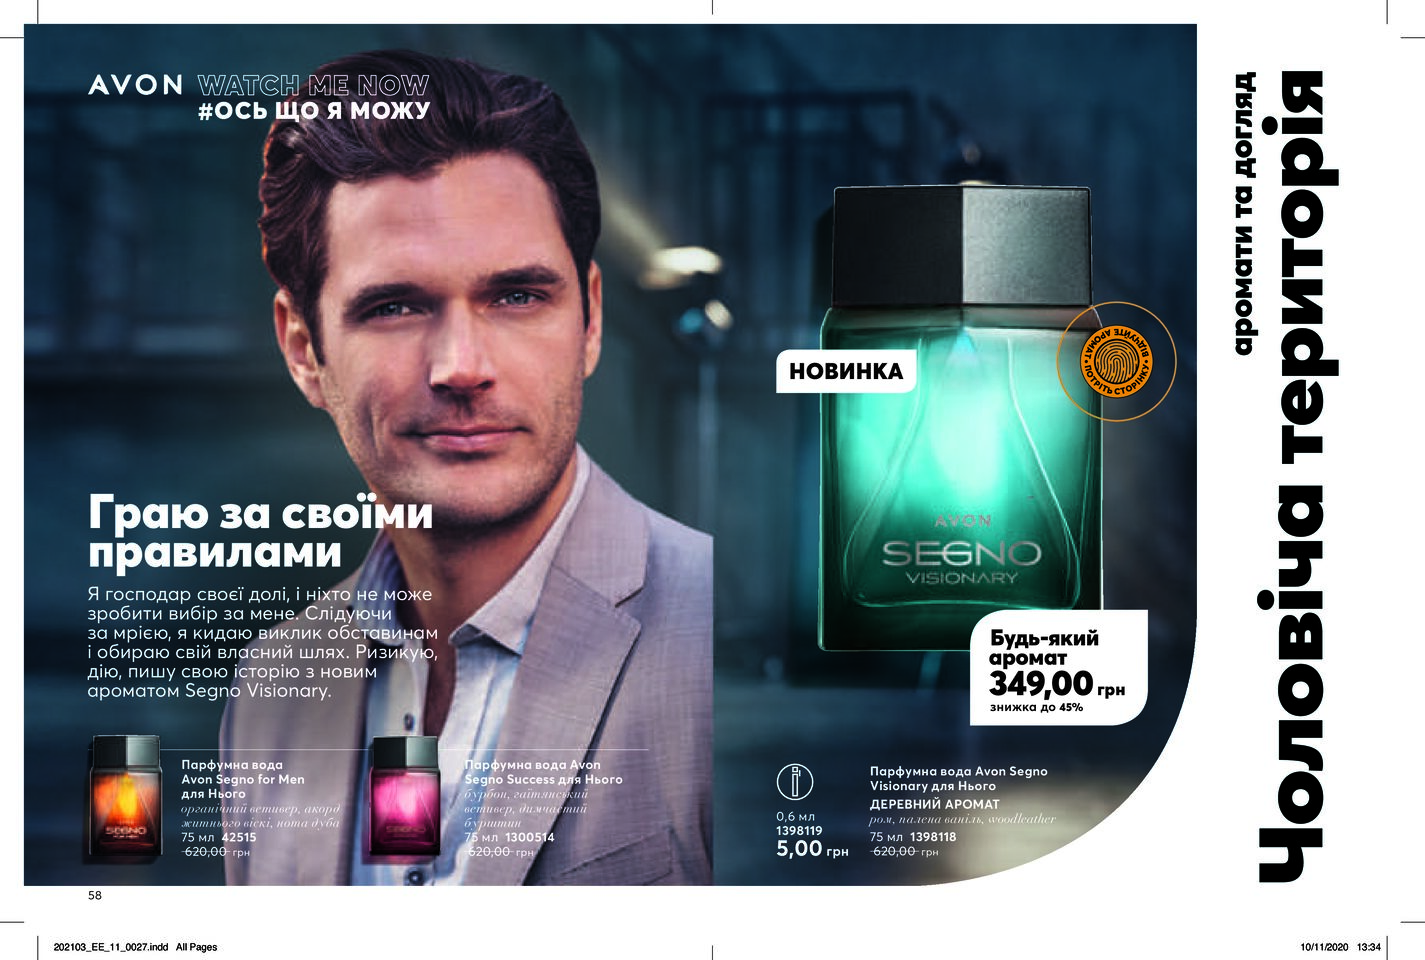 AVON WATCH ME NOW
#ОСЬ ЩО Я МОЖУ
Граю за своїми
правилами
Я господар своєї долі, і ніхто не може
зробити вибір за мене. Слідуючи
за мрією, я кидаю виклик обставинам
і обираю свій власний шлях. Ризикую,
дію, пишу свою історію з новим
ароматом Segno Visionary.
SEGNO
Парфумна вода
Avon Segno for Men
для Нього
органічний ветивер, акорд
житнього віскі, нота дуба
75 мл 42515
620,00 грн
SEGNO
Парфумна вода Avon
Segno Success для Нього
бурбон, гаїтянський
ветивер, димчастий
бурштин
75 мл 1300514
620,00 грн
58
НОВИНКА
ВІДЧУТЕ АРОМАТ • ПОТРІТЬ СТОРІНКУ •
AVON
SEGNO
VISIONARY
Будь-який
аромат
349,00 грн
знижка до 45%
0,6 мл
1398119
5,00 грн
Парфумна вода Avon Segno
Visionary для Нього
ДЕРЕВНИЙ АРОМАТ
ром, палена ваніль, woodleather
75 мл 1398118
620,00 грн
аромати та догляд
Чоловіча територія
202103_EE_11_0027.indd All Pages
10/11/2020 13:34